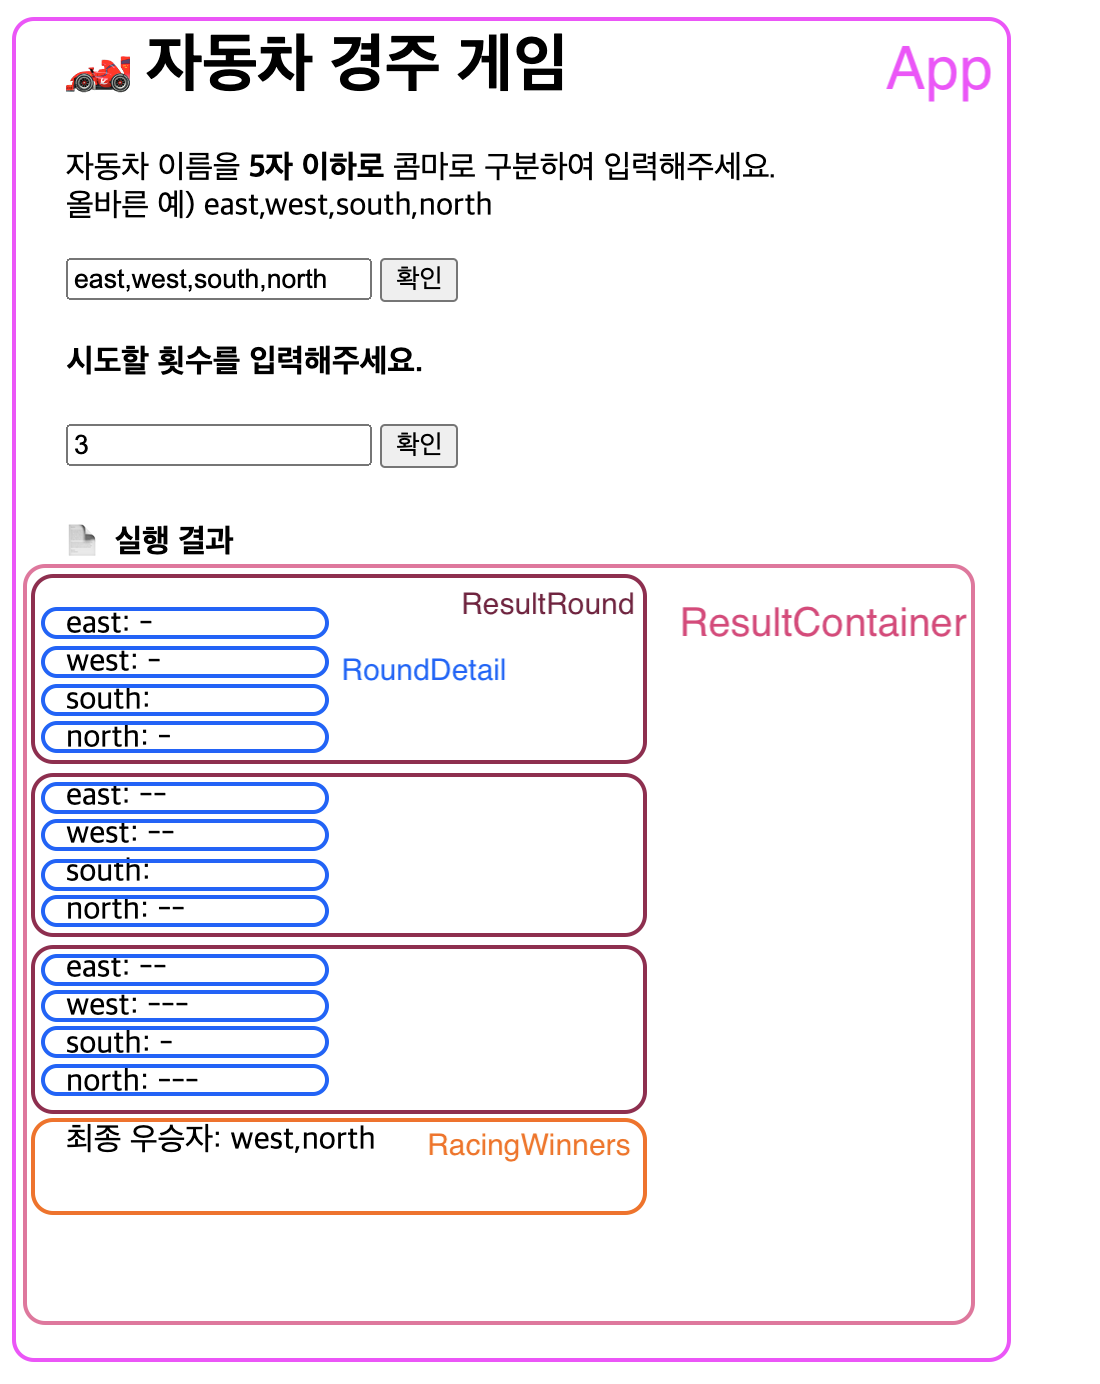 자동차 경주 게임
App
자동차 이름을 5자 이하로 콤마로 구분하여 입력해주세요.
올바른 예) east,west,south,north
east,west,south,north 확인
시도할 횟수를 입력해주세요.
3 확인
실행 결과
ResultRound
ResultContainer
east: -
west: -
RoundDetail
south:
north: -
east: --
west: --
south:
north: --
east: --
west: ---
south: -
north: ---
최종 우승자: west,north
RacingWinners